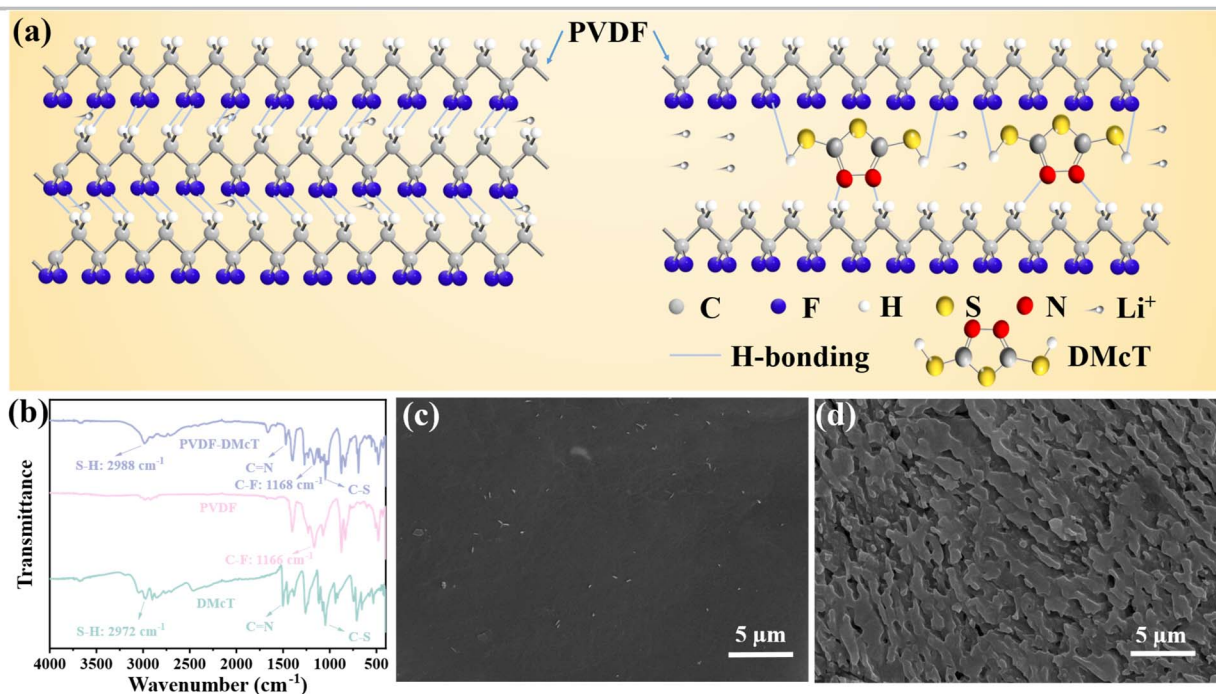 (a)
PVDF
C F H S N Li⁺
H-bonding DMcT
(b)
PVDF-DMcT
S-H: 2988 cm⁻¹
C=N
C-F: 1168 cm⁻¹
C-S
PVDF
C-F: 1166 cm⁻¹
DMcT
S-H: 2972 cm⁻¹
C=N
C-S
Transmittance
4000 3500 3000 2500 2000 1500 1000 500
Wavenumber (cm⁻¹)
(c)
5 μm
(d)
5 μm